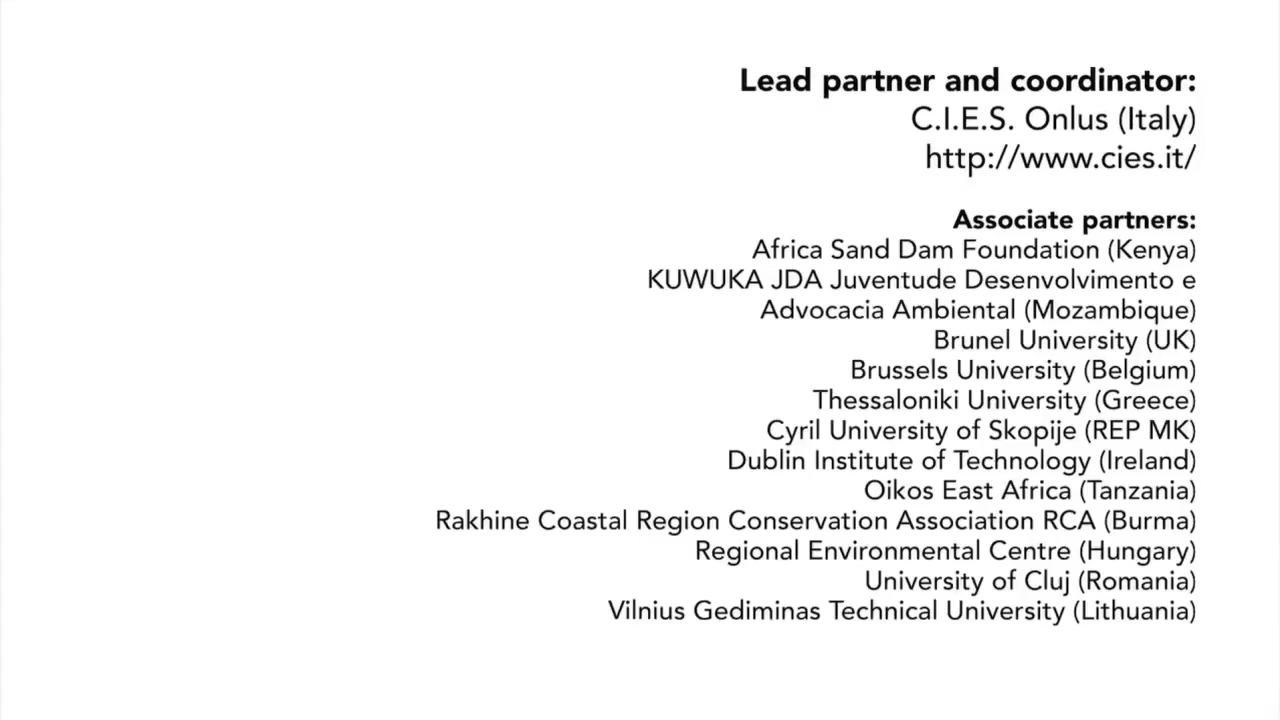 Lead partner and coordinator:
C.I.E.S. Onlus (Italy)
http://www.cies.it/
Associate partners:
Africa Sand Dam Foundation (Kenya)
KUWUKA JDA Juventude Desenvolvimento e
Advocacia Ambiental (Mozambique)
Brunel University (UK)
Brussels University (Belgium)
Thessaloniki University (Greece)
Cyril University of Skopije (REP MK)
Dublin Institute of Technology (Ireland)
Oikos East Africa (Tanzania)
Rakhine Coastal Region Conservation Association RCA (Burma)
Regional Environmental Centre (Hungary)
University of Cluj (Romania)
Vilnius Gediminas Technical University (Lithuania)